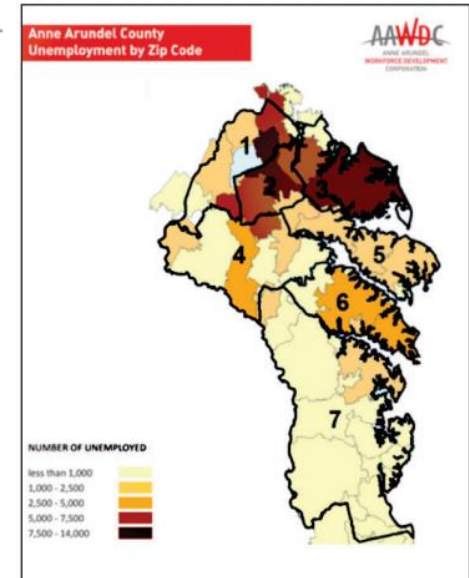 Anne Arundel County
Unemployment by Zip Code
AAWDC
ANNE ARUNDEL
WORKFORCE DEVELOPMENT
CORPORATION
1
2
3
4
5
6
7
NUMBER OF UNEMPLOYED
less than 1,000
1,000 - 2,500
2,500 - 5,000
5,000 - 7,500
7,500 - 14,000